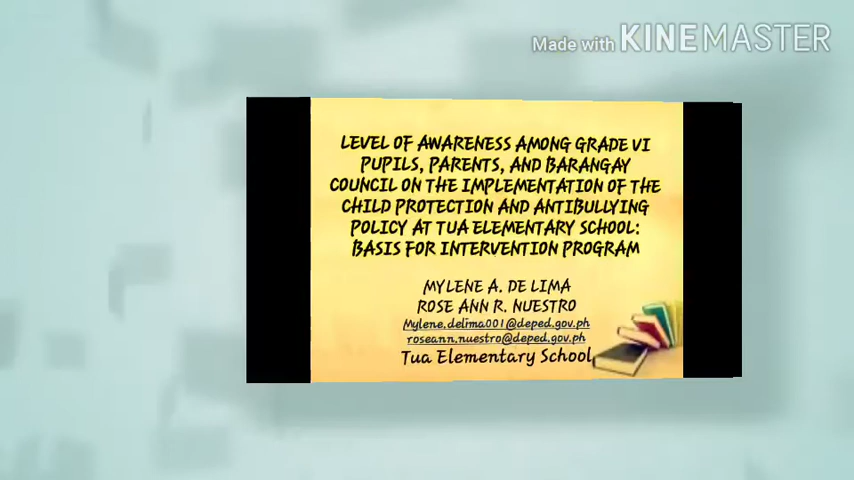 Made with KINEMASTER
LEVEL OF AWARENESS AMONG GRADE VI
PUPILS, PARENTS, AND BARANGAY
COUNCIL ON THE IMPLEMENTATION OF THE
CHILD PROTECTION AND ANTIBULLYING
POLICY AT TUA ELEMENTARY SCHOOL:
BASIS FOR INTERVENTION PROGRAM
MYLENE A. DE LIMA
ROSE ANN R. NUESTRO
Mylene.delima001@deped.gov.ph
roseann.nuestro@deped.gov.ph
Tua Elementary School